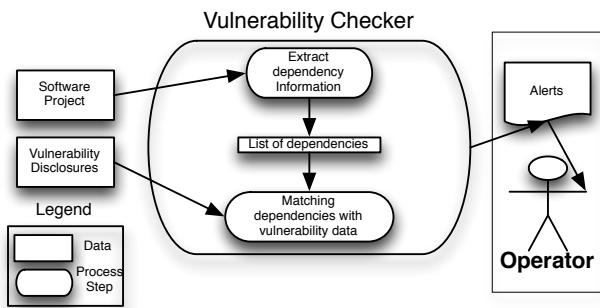 Vulnerability Checker
Software
Project
Extract
dependency
Information
Alerts
List of dependencies
Vulnerability
Disclosures
Matching
dependencies with
vulnerability data
Operator
Legend
Data
Process
Step